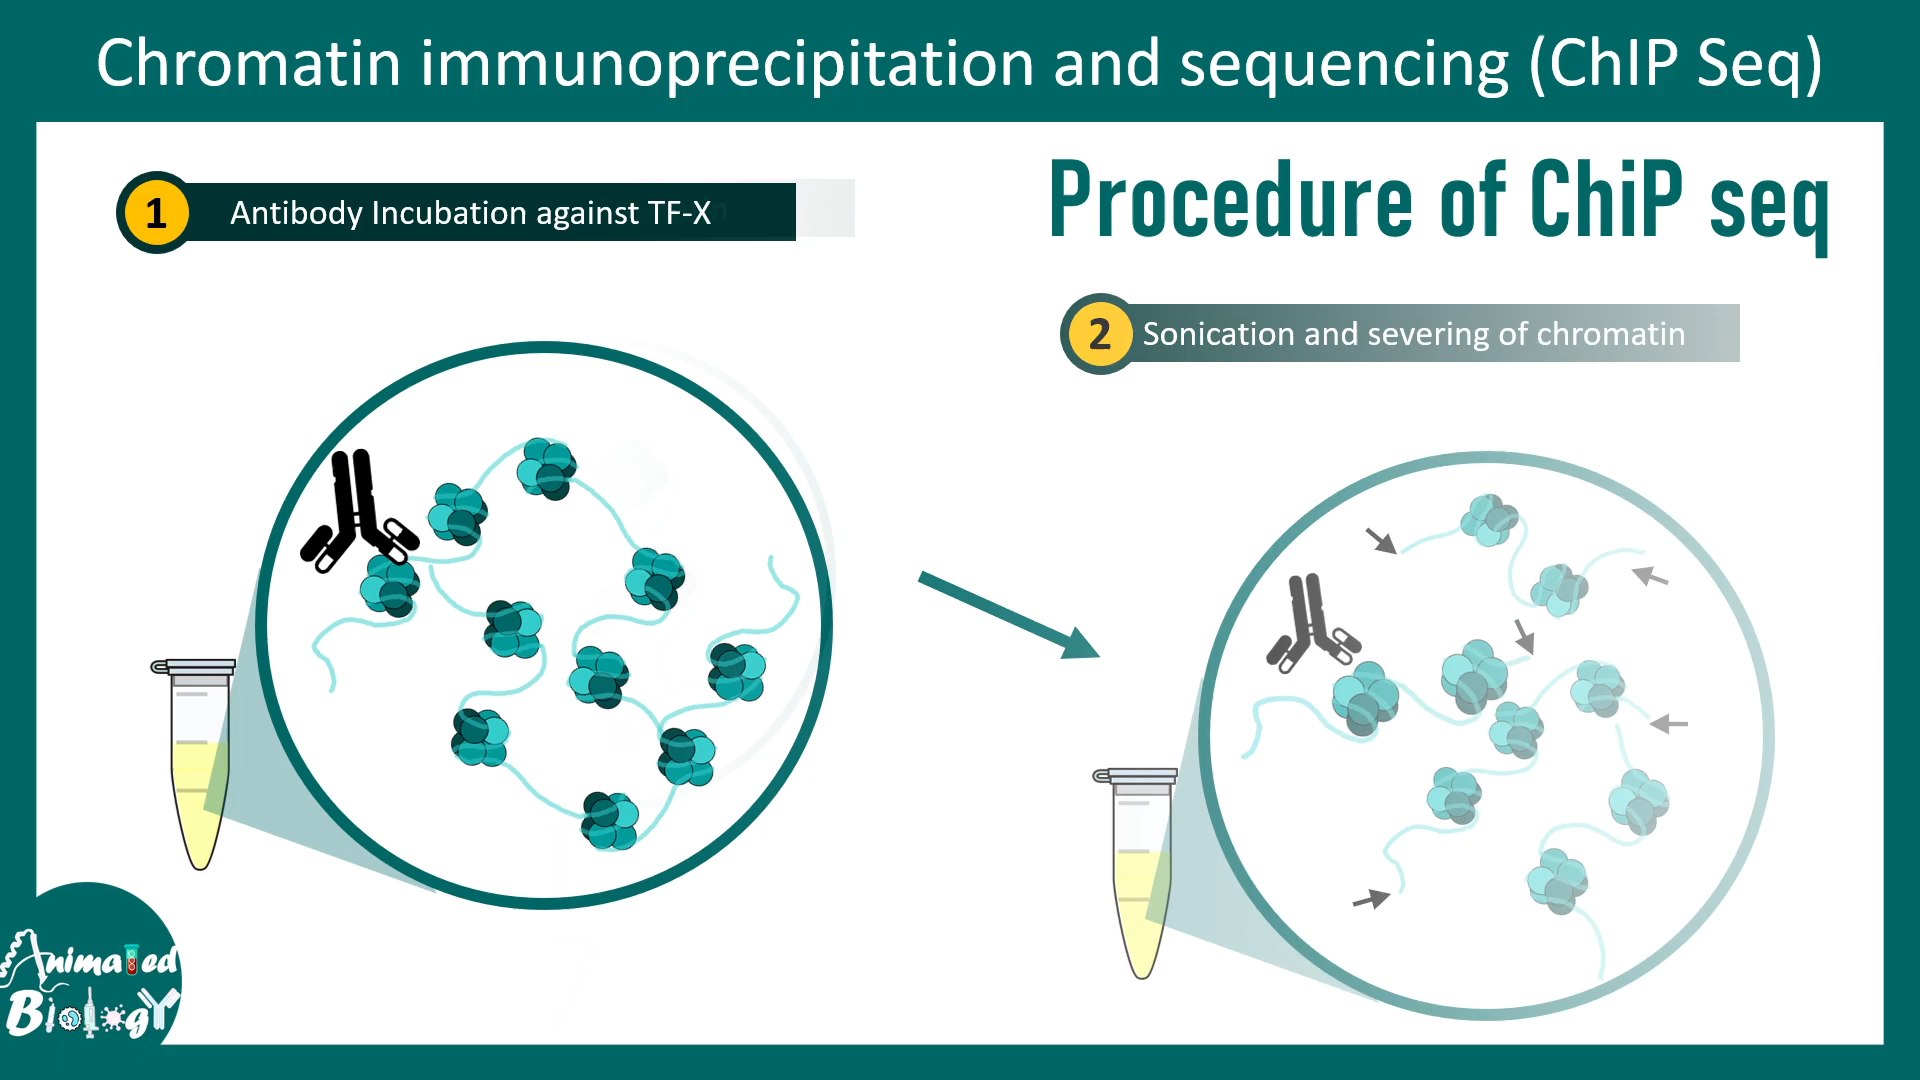 Chromatin immunoprecipitation and sequencing (ChIP Seq)
Procedure of ChiP seq
1 Antibody Incubation against TF-X
2 Sonication and severing of chromatin
Animated
Biology